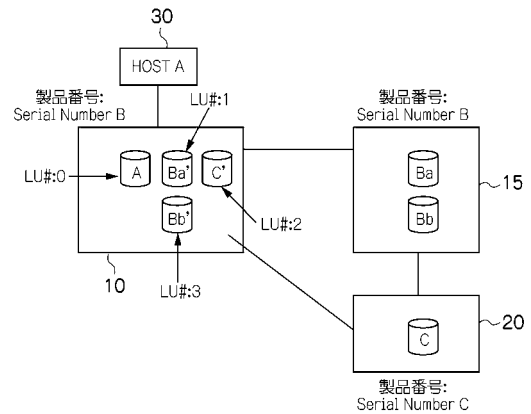 30
HOST A
製品番号:
Serial Number B
LU#:1
製品番号:
Serial Number B
LU#:0
A
Ba'
C'
Ba
15
Bb'
LU#:2
Bb
10
LU#:3
20
C
製品番号:
Serial Number C